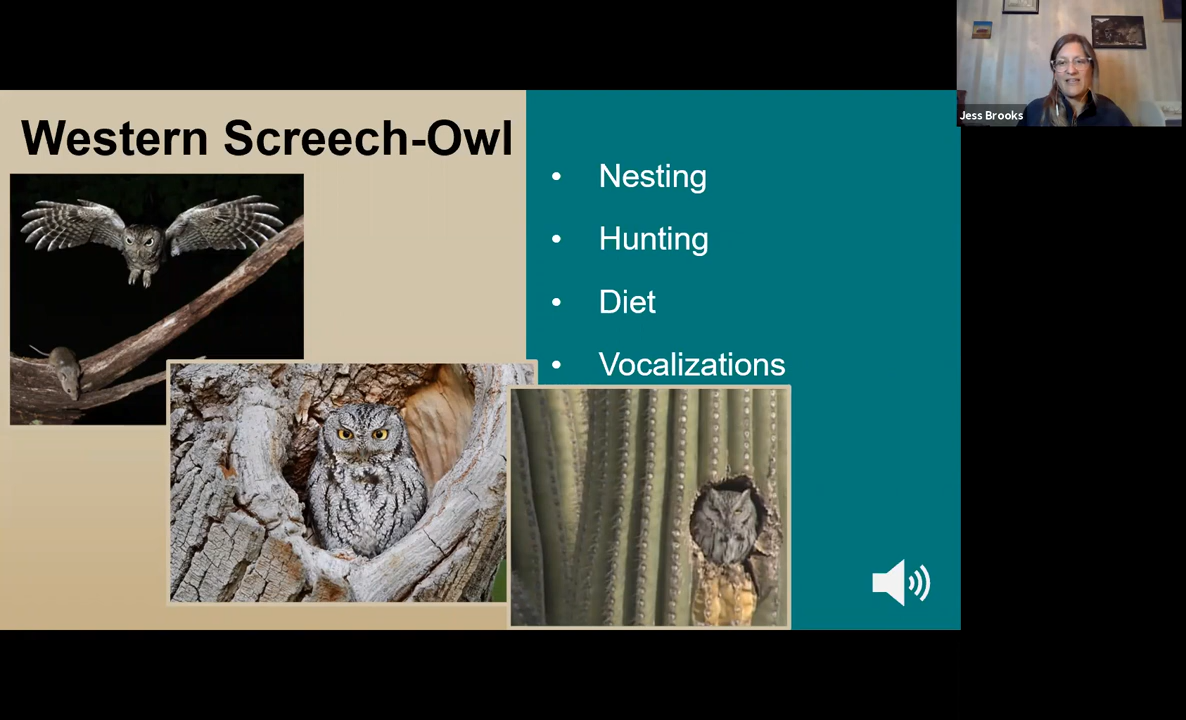 Western Screech-Owl
• Nesting
• Hunting
• Diet
• Vocalizations
Jess Brooks